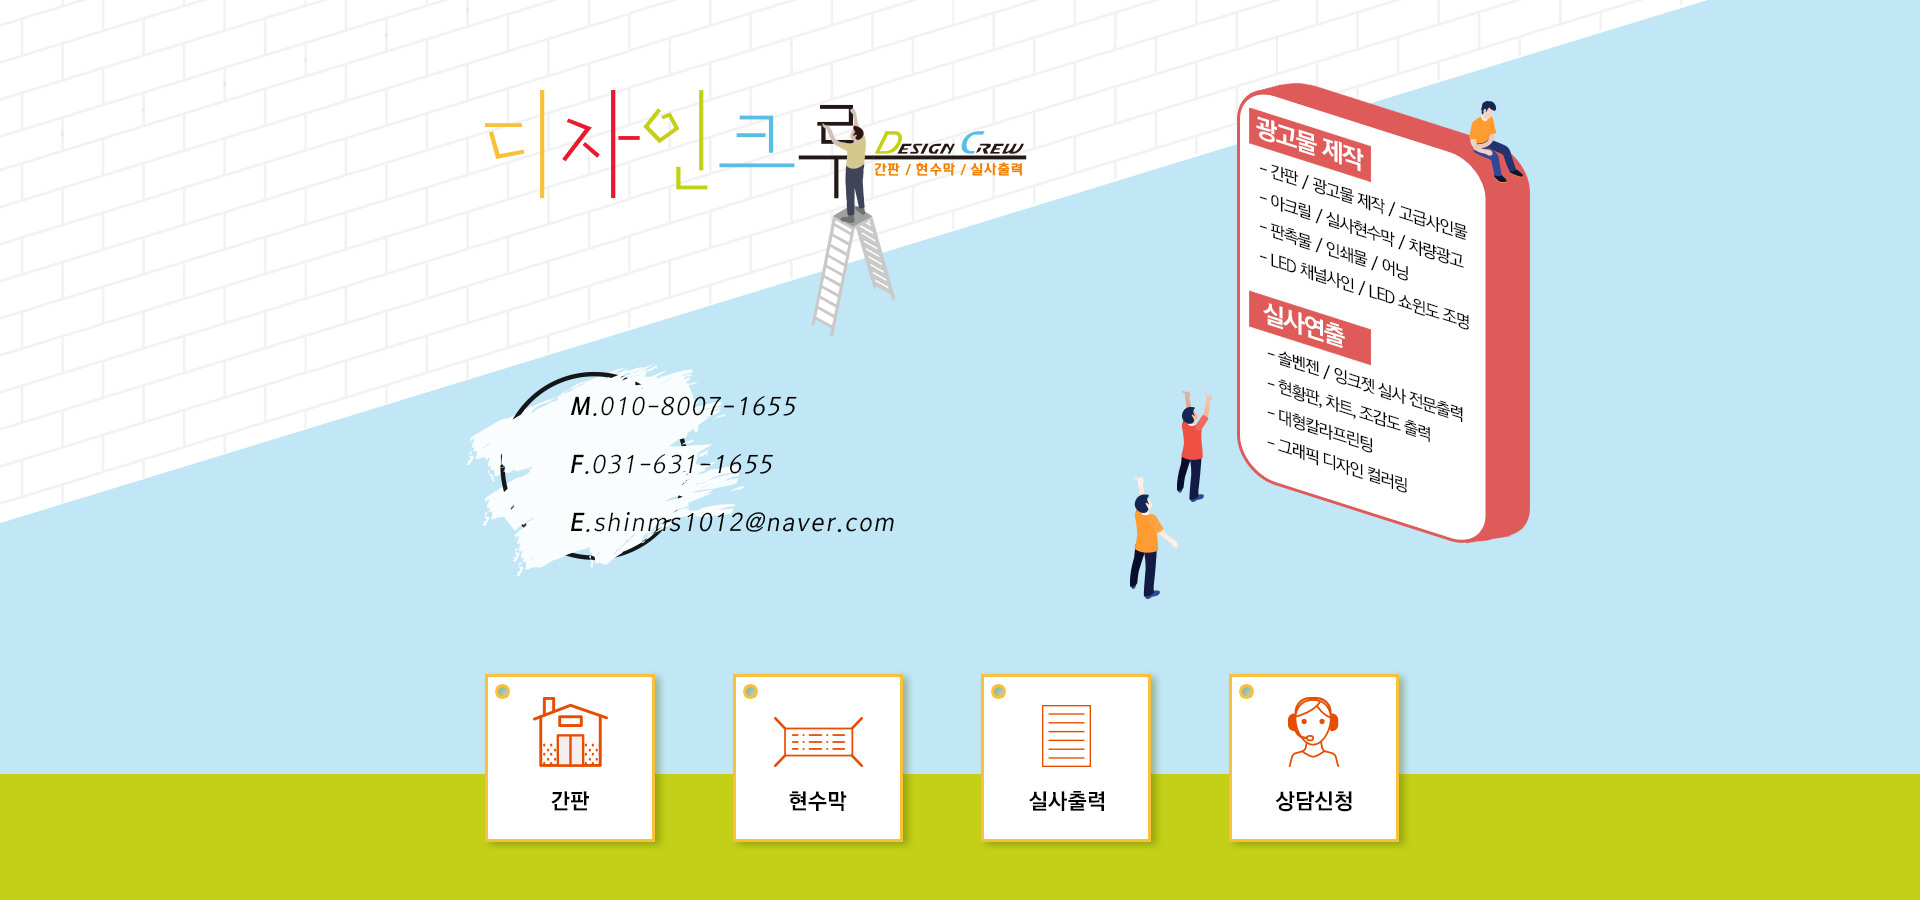 디자인크루
DESIGN CREW
간판 / 현수막 / 실사출력
광고물 제작
- 간판 / 광고물 제작 / 고급사인물
- 아크릴 / 실사현수막 / 차량광고
- 판촉물 / 인쇄물 / 어닝
- LED 채널사인 / LED 쇼윈도 조명
실사연출
- 솔벤젠 / 잉크젯 실사 전문출력
- 현황판, 차트, 조감도 출력
- 대형칼라프린팅
- 그래픽 디자인 컬러링
M.010-8007-1655
F.031-631-1655
E.shinms1012@naver.com
간판
현수막
실사출력
상담신청